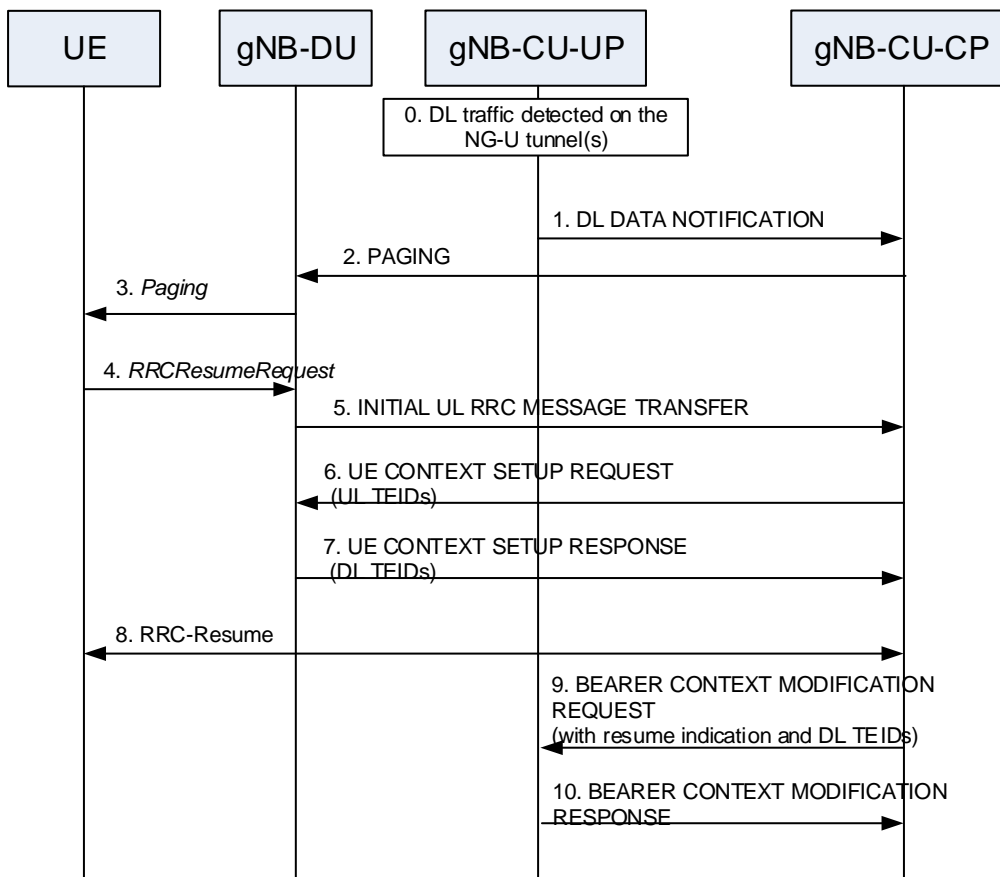 UE
gNB-DU
gNB-CU-UP
gNB-CU-CP
0. DL traffic detected on the
NG-U tunnel(s)
1. DL DATA NOTIFICATION
2. PAGING
3. Paging
4. RRCResumeRequest
5. INITIAL UL RRC MESSAGE TRANSFER
6. UE CONTEXT SETUP REQUEST
(UL TEIDs)
7. UE CONTEXT SETUP RESPONSE
(DL TEIDs)
8. RRC-Resume
9. BEARER CONTEXT MODIFICATION
REQUEST
(with resume indication and DL TEIDs)
10. BEARER CONTEXT MODIFICATION
RESPONSE